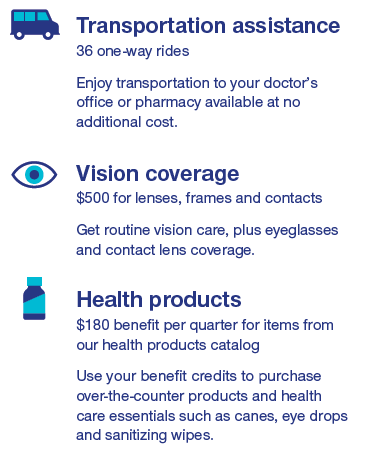 Transportation assistance
36 one-way rides
Enjoy transportation to your doctor’s
office or pharmacy available at no
additional cost.
Vision coverage
$500 for lenses, frames and contacts
Get routine vision care, plus eyeglasses
and contact lens coverage.
Health products
$180 benefit per quarter for items from
our health products catalog
Use your benefit credits to purchase
over-the-counter products and health
care essentials such as canes, eye drops
and sanitizing wipes.